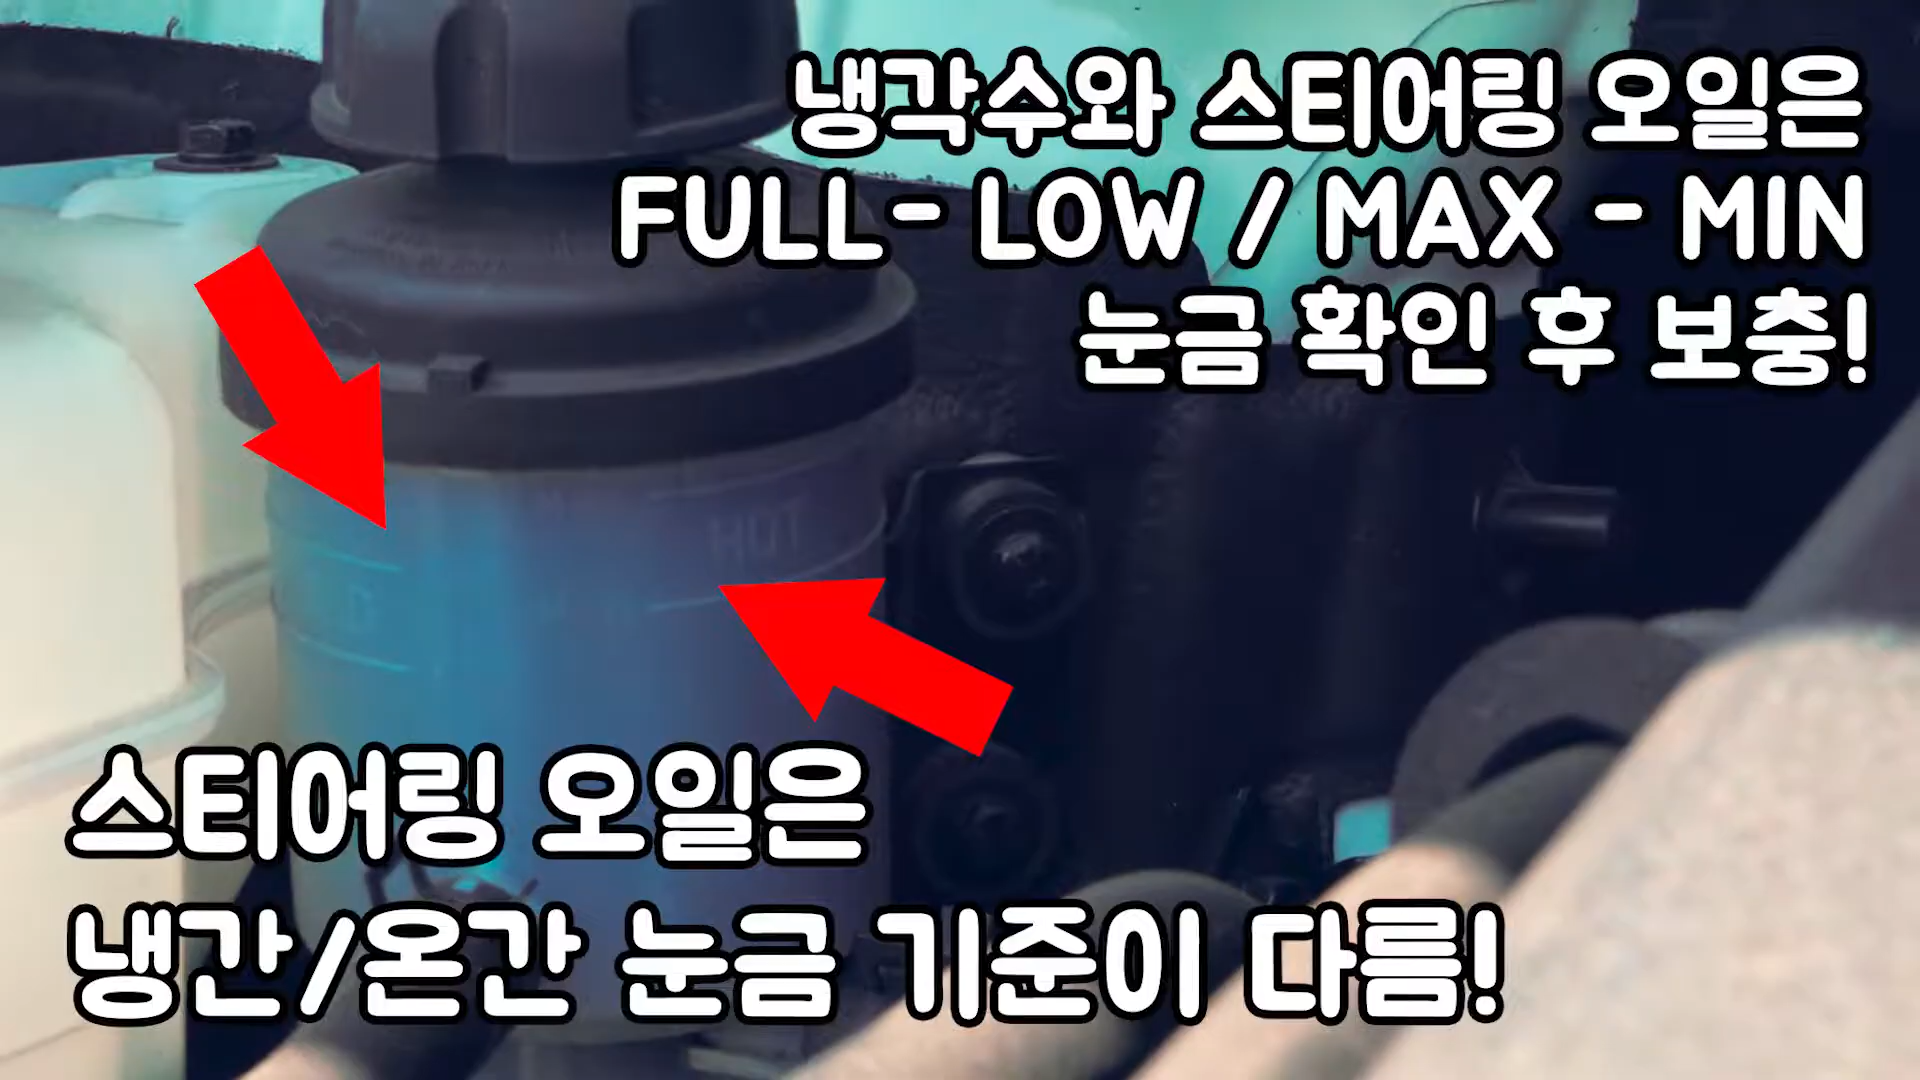 냉각수와 스티어링 오일은
FULL- LOW / MAX - MIN
눈금 확인 후 보충!
HOT
스티어링 오일은
냉간/온간 눈금 기준이 다름!